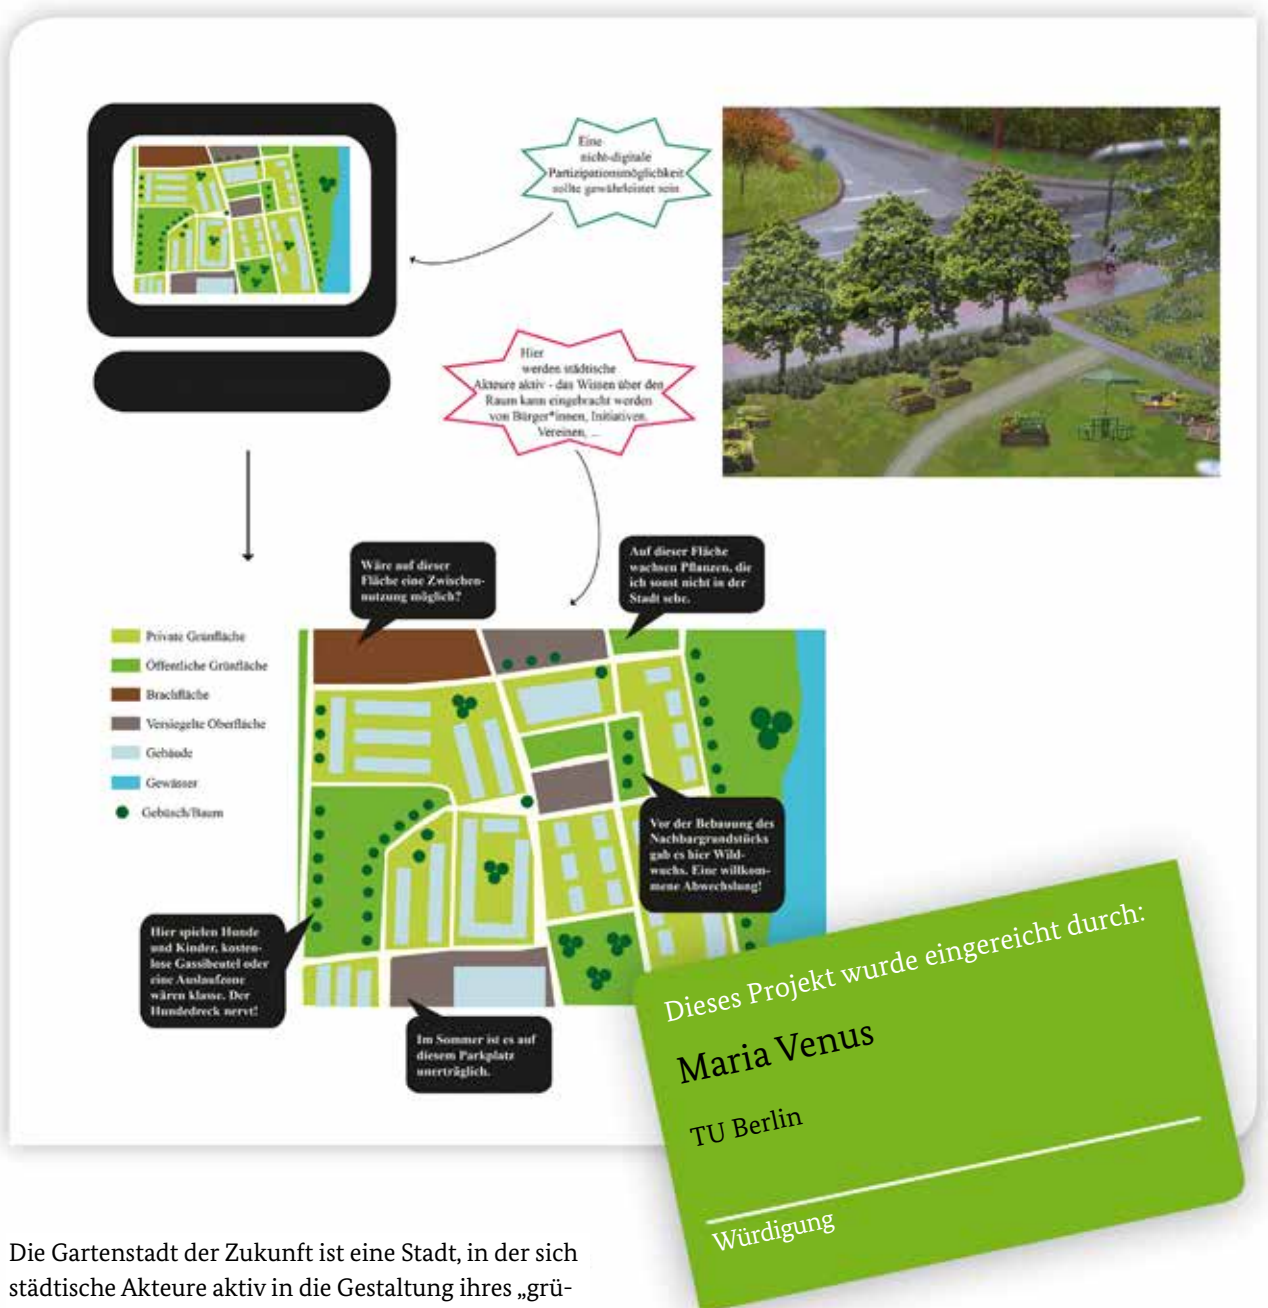 Eine
nicht-digitale
Partizipationsmöglichkeit
sollte gewährleistet sein
Hier
werden städtische
Akteure aktiv - das Wissen über den
Raum kann eingebracht werden
von Bürger*innen, Initiativen,
Vereinen, ...
Wäre auf dieser
Fläche eine Zwischen-
nutzung möglich?
Auf dieser Fläche
wachsen Pflanzen, die
ich sonst nicht in der
Stadt sehe.
Private Grünfläche
Öffentliche Grünfläche
Brachfläche
Versiegelte Oberfläche
Gebäude
Gewässer
Gebüsch/Baum
Vor der Bebauung des
Nachbargrundstücks
gab es hier Wild-
wuchs. Eine willkom-
mene Abwechslung!
Hier spielen Hunde
und Kinder, kosten-
lose Gassibeutel oder
eine Auslaufzone
wären klasse. Der
Hundedreck nervt!
Im Sommer ist es auf
diesem Parkplatz
unerträglich.
Dieses Projekt wurde eingereicht durch:
Maria Venus
TU Berlin
Würdigung
Die Gartenstadt der Zukunft ist eine Stadt, in der sich
städtische Akteure aktiv in die Gestaltung ihres „grü-